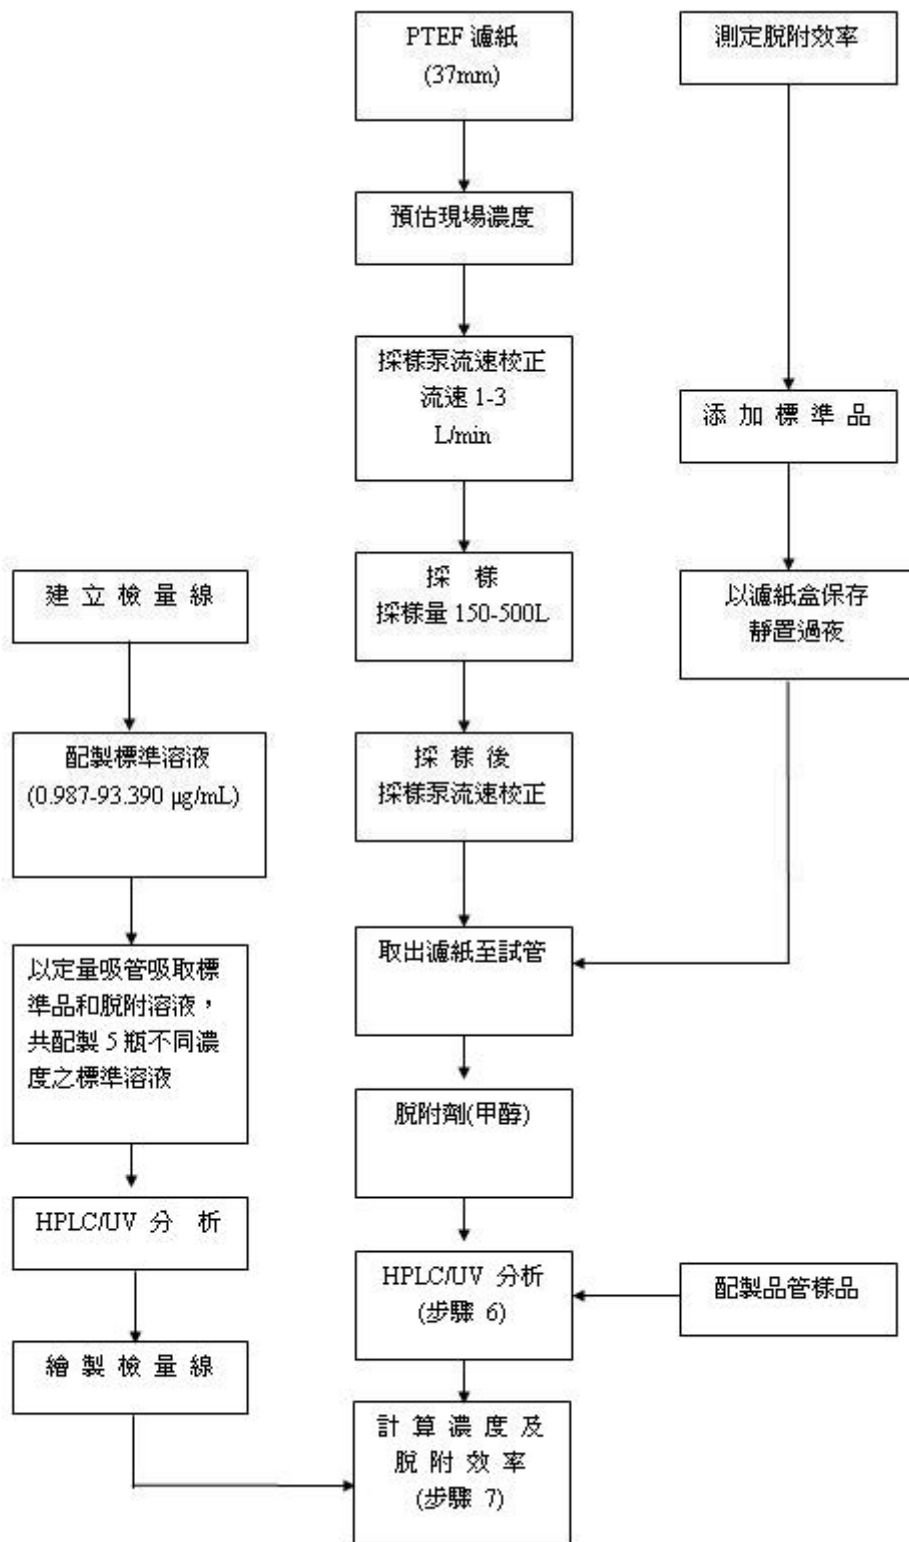 PTEF 濾紙
(37mm)
測定脫附效率
預估現場濃度
採樣泵流速校正
流速 1-3
L/min
添 加 標 準 品
採 樣
採樣量 150-500L
建 立 檢 量 線
以濾紙盒保存
靜置過夜
配製標準溶液
(0.987-93.390 μg/mL)
採 樣 後
採樣泵流速校正
以定量吸管吸取標
準品和脫附溶液，
共配製 5 瓶不同濃
度之標準溶液
取出濾紙至試管
脫附劑(甲醇)
HPLC/UV 分 析
HPLC/UV 分析
(步驟 6)
配製品管樣品
繪 製 檢 量 線
計 算 濃 度 及
脫 附 效 率
(步驟 7)